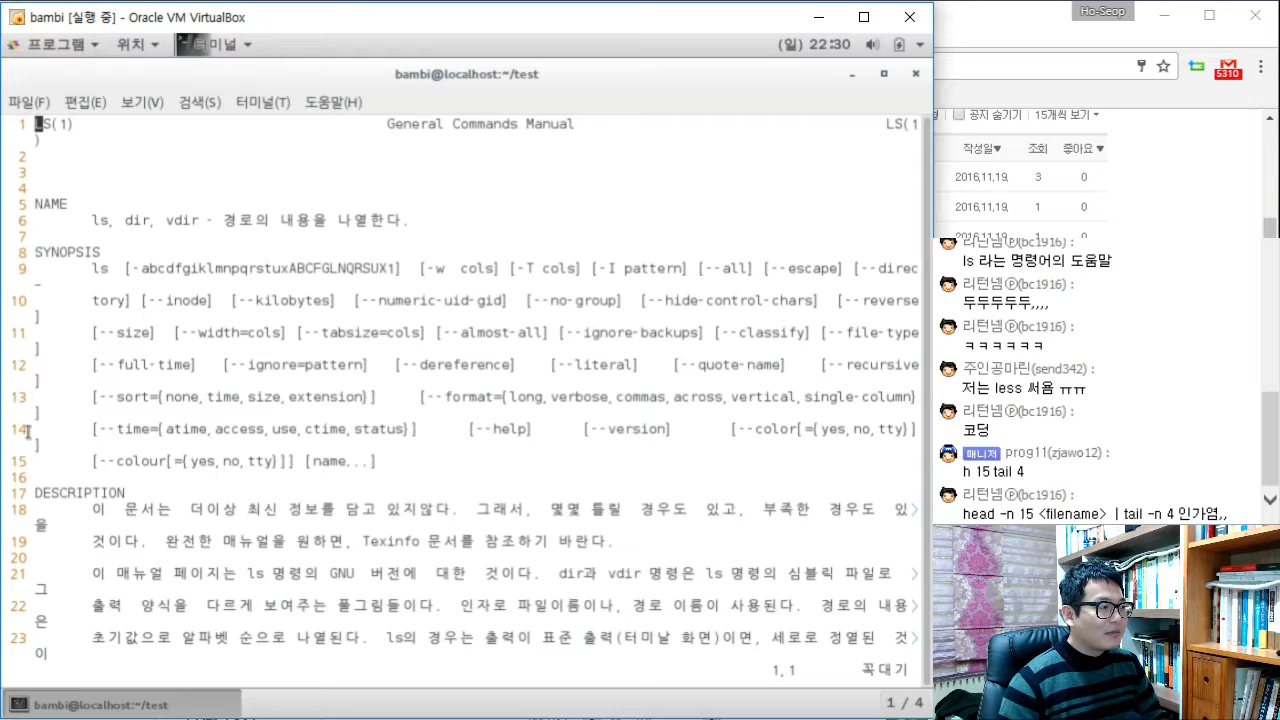 bambi [실행 중] - Oracle VM VirtualBox
Ho-Seop
프로그램 위치 터미널 (일) 22:30
5310
bambi@localhost:~/test
파일(F) 편집(E) 보기(V) 검색(S) 터미널(T) 도움말(H)
1 LS(1) General Commands Manual LS(1
)
2
3
4
5 NAME
6 ls, dir, vdir - 경로의 내용을 나열한다.
7
8 SYNOPSIS
9 ls [-abcdfgiklmnpqrstuxABCFGLNQRSUX1] [-w cols] [-T cols] [-I pattern] [--all] [--escape] [--direc
-
10 tory] [--inode] [--kilobytes] [--numeric-uid-gid] [--no-group] [--hide-control-chars] [--reverse
]
11 [--size] [--width=cols] [--tabsize=cols] [--almost-all] [--ignore-backups] [--classify] [--file-type
]
12 [--full-time] [--ignore=pattern] [--dereference] [--literal] [--quote-name] [--recursive
]
13 [--sort={none,time,size,extension}] [--format={long,verbose,commas,across,vertical,single-column}
]
14 [--time={atime,access,use,ctime,status}] [--help] [--version] [--color[={yes,no,tty}]
]
15 [--colour[={yes,no,tty}]] [name...]
16
17 DESCRIPTION
18 이 문서는 더이상 최신 정보를 담고 있지않다. 그래서, 몇몇 틀릴 경우도 있고, 부족한 경우도 있
을
19 것이다. 완전한 매뉴얼을 원하면, Texinfo 문서를 참조하기 바란다.
20
21 이 매뉴얼 페이지는 ls 명령의 GNU 버전에 대한 것이다. dir과 vdir 명령은 ls 명령의 심블릭 파일로
그
22 출력 양식을 다르게 보여주는 풀그림들이다. 인자로 파일이름이나, 경로 이름이 사용된다. 경로의 내용
은
23 초기값으로 알파벳 순으로 나열된다. ls의 경우는 출력이 표준 출력(터미날 화면)이면, 세로로 정열된 것
이
1,1 꼭대기
bambi@localhost:~/test 1 / 4
공지 숨기기 15개씩 보기
작성일 조회 좋아요
2016.11.19. 3 0
2016.11.19. 1 0
리턴넴ⓟ(bc1916) :
ls 라는 명령어의 도움말
리턴넴ⓟ(bc1916) :
두두두두두,,,,
리턴넴ⓟ(bc1916) :
ㅋㅋㅋㅋㅋㅋ
주인공마린(send342) :
저는 less 써욤 ㅠㅠ
리턴넴ⓟ(bc1916) :
코딩
매니저 prog11(zjawo12) :
h 15 tail 4
리턴넴ⓟ(bc1916) :
head -n 15 <filename> | tail -n 4 인가염,,